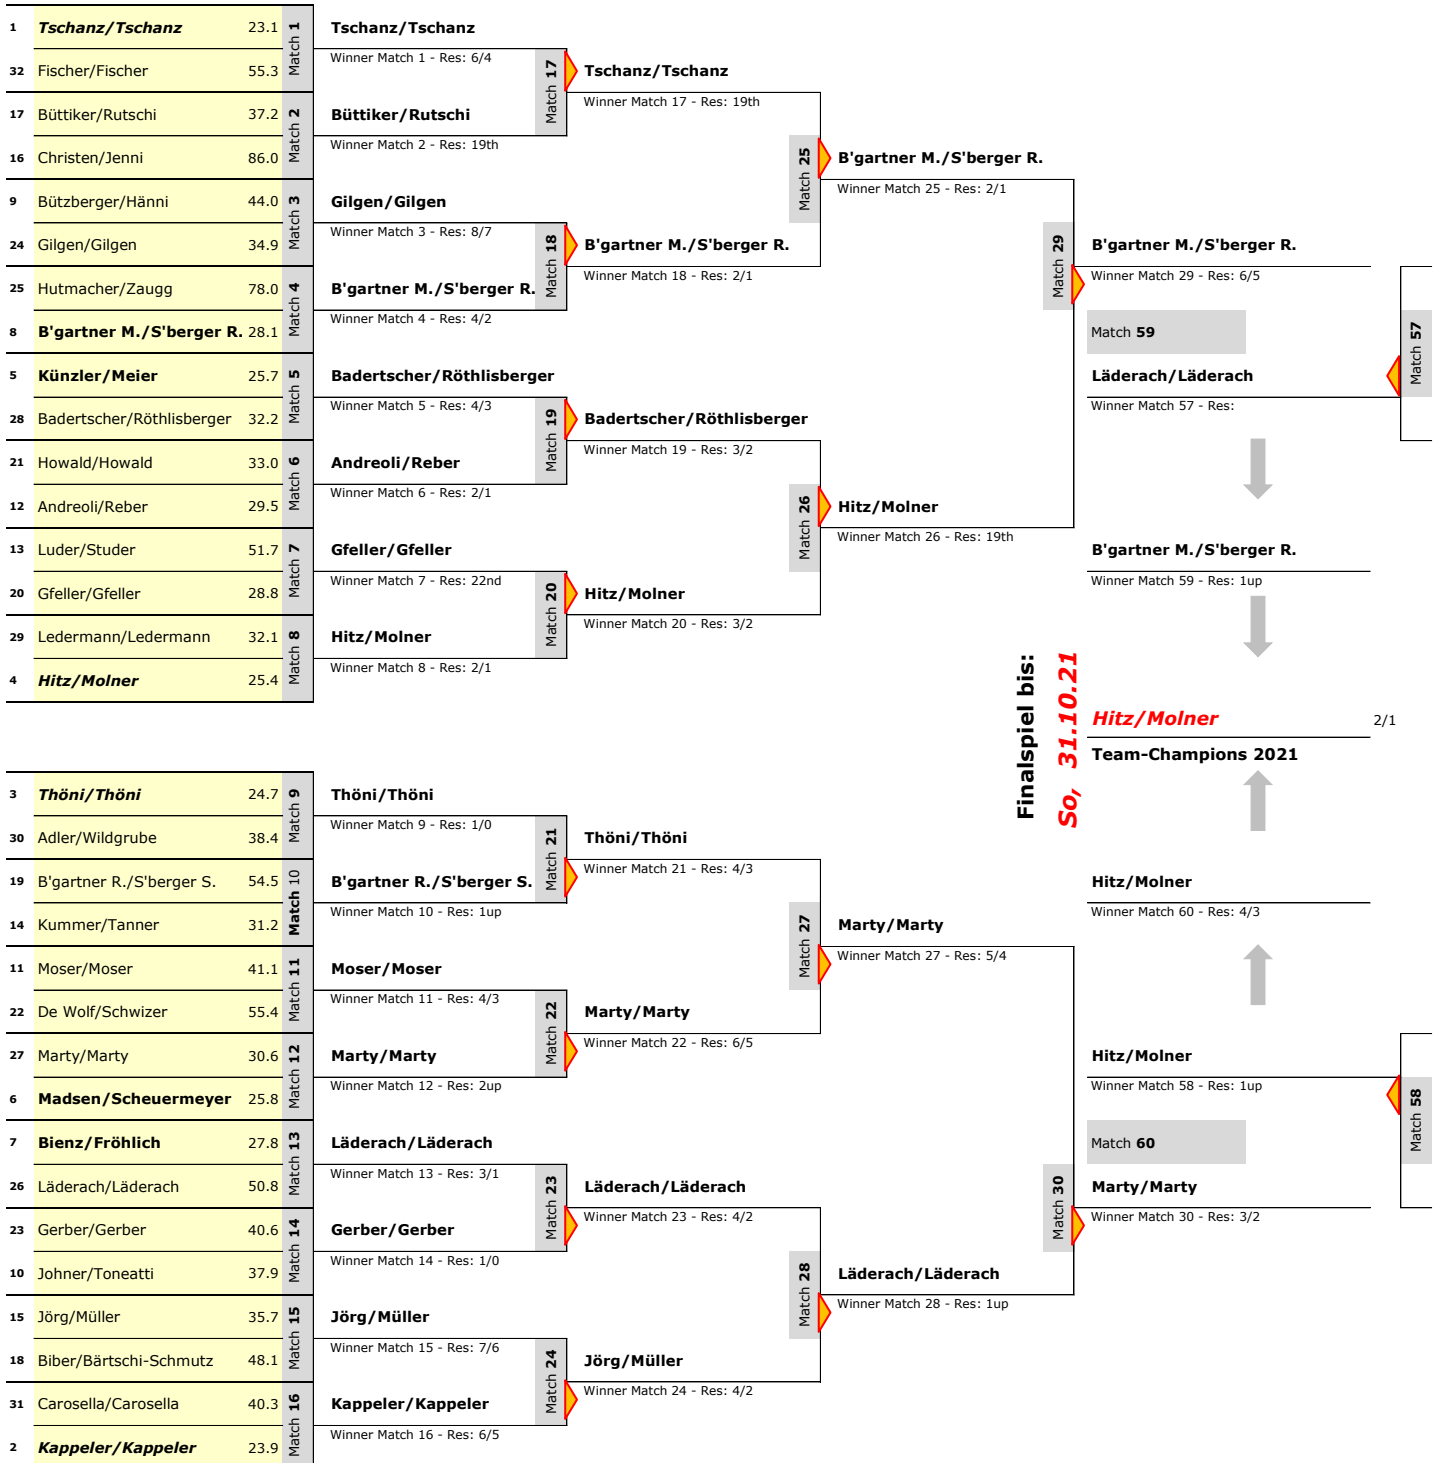 1 Tschanz/Tschanz 23.1
32 Fischer/Fischer 55.3
Match 1
17 Büttiker/Rutschi 37.2
16 Christen/Jenni 86.0
Match 2
9 Bützberger/Hänni 44.0
24 Gilgen/Gilgen 34.9
Match 3
25 Hutmacher/Zaugg 78.0
8 B'gartner M./S'berger R. 28.1
Match 4
5 Künzler/Meier 25.7
28 Badertscher/Röthlisberger 32.2
Match 5
21 Howald/Howald 33.0
12 Andreoli/Reber 29.5
Match 6
13 Luder/Studer 51.7
20 Gfeller/Gfeller 28.8
Match 7
29 Ledermann/Ledermann 32.1
4 Hitz/Molner 25.4
Match 8
Tschanz/Tschanz
Winner Match 1 - Res: 6/4
Büttiker/Rutschi
Winner Match 2 - Res: 19th
Match 17
Gilgen/Gilgen
Winner Match 3 - Res: 8/7
B'gartner M./S'berger R.
Winner Match 4 - Res: 4/2
Match 18
Badertscher/Röthlisberger
Winner Match 5 - Res: 4/3
Andreoli/Reber
Winner Match 6 - Res: 2/1
Match 19
Gfeller/Gfeller
Winner Match 7 - Res: 22nd
Hitz/Molner
Winner Match 8 - Res: 2/1
Match 20
Tschanz/Tschanz
Winner Match 17 - Res: 19th
B'gartner M./S'berger R.
Winner Match 18 - Res: 2/1
Match 25
Badertscher/Röthlisberger
Winner Match 19 - Res: 3/2
Hitz/Molner
Winner Match 20 - Res: 3/2
Match 26
B'gartner M./S'berger R.
Winner Match 25 - Res: 2/1
Hitz/Molner
Winner Match 26 - Res: 19th
Match 29
B'gartner M./S'berger R.
Winner Match 29 - Res: 6/5
Match 59
Läderach/Läderach
Winner Match 57 - Res:
Match 57
B'gartner M./S'berger R.
Winner Match 59 - Res: 1up
Finalspiel bis:
So, 31.10.21
Hitz/Molner 2/1
Team-Champions 2021
3 Thöni/Thöni 24.7
30 Adler/Wildgrube 38.4
Match 9
19 B'gartner R./S'berger S. 54.5
14 Kummer/Tanner 31.2
Match 10
11 Moser/Moser 41.1
22 De Wolf/Schwizer 55.4
Match 11
27 Marty/Marty 30.6
6 Madsen/Scheuermeyer 25.8
Match 12
7 Bienz/Fröhlich 27.8
26 Läderach/Läderach 50.8
Match 13
23 Gerber/Gerber 40.6
10 Johner/Toneatti 37.9
Match 14
15 Jörg/Müller 35.7
18 Biber/Bärtschi-Schmutz 48.1
Match 15
31 Carosella/Carosella 40.3
2 Kappeler/Kappeler 23.9
Match 16
Thöni/Thöni
Winner Match 9 - Res: 1/0
B'gartner R./S'berger S.
Winner Match 10 - Res: 1up
Match 21
Moser/Moser
Winner Match 11 - Res: 4/3
Marty/Marty
Winner Match 12 - Res: 2up
Match 22
Läderach/Läderach
Winner Match 13 - Res: 3/1
Gerber/Gerber
Winner Match 14 - Res: 1/0
Match 23
Jörg/Müller
Winner Match 15 - Res: 7/6
Kappeler/Kappeler
Winner Match 16 - Res: 6/5
Match 24
Thöni/Thöni
Winner Match 21 - Res: 4/3
Marty/Marty
Winner Match 22 - Res: 6/5
Match 27
Läderach/Läderach
Winner Match 23 - Res: 4/2
Jörg/Müller
Winner Match 24 - Res: 4/2
Match 28
Marty/Marty
Winner Match 27 - Res: 5/4
Läderach/Läderach
Winner Match 28 - Res: 1up
Match 30
Hitz/Molner
Winner Match 60 - Res: 4/3
Hitz/Molner
Winner Match 58 - Res: 1up
Match 58
Match 60
Marty/Marty
Winner Match 30 - Res: 3/2